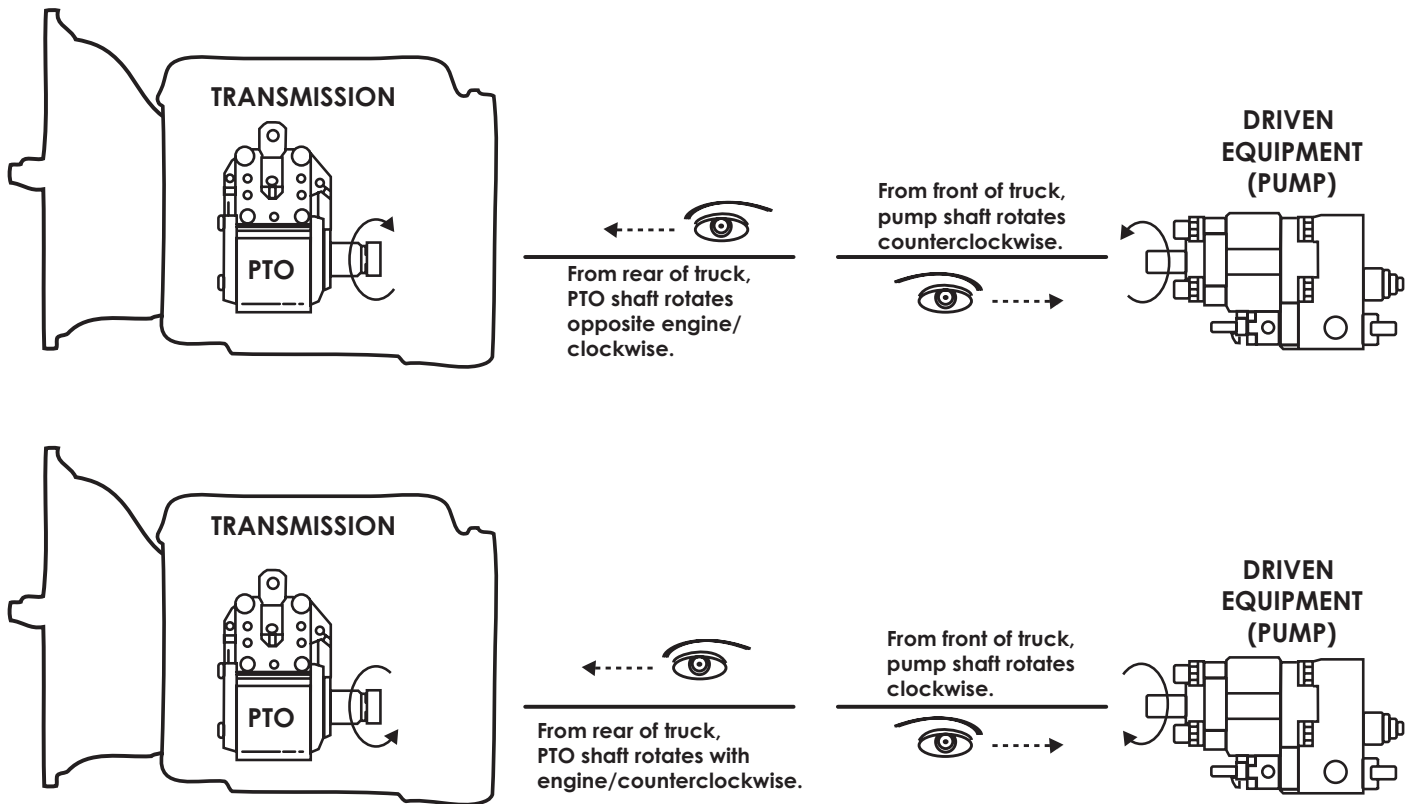 TRANSMISSION
PTO
From rear of truck,
PTO shaft rotates
opposite engine/
clockwise.
From front of truck,
pump shaft rotates
counterclockwise.
DRIVEN
EQUIPMENT
(PUMP)
TRANSMISSION
PTO
From rear of truck,
PTO shaft rotates with
engine/counterclockwise.
From front of truck,
pump shaft rotates
clockwise.
DRIVEN
EQUIPMENT
(PUMP)